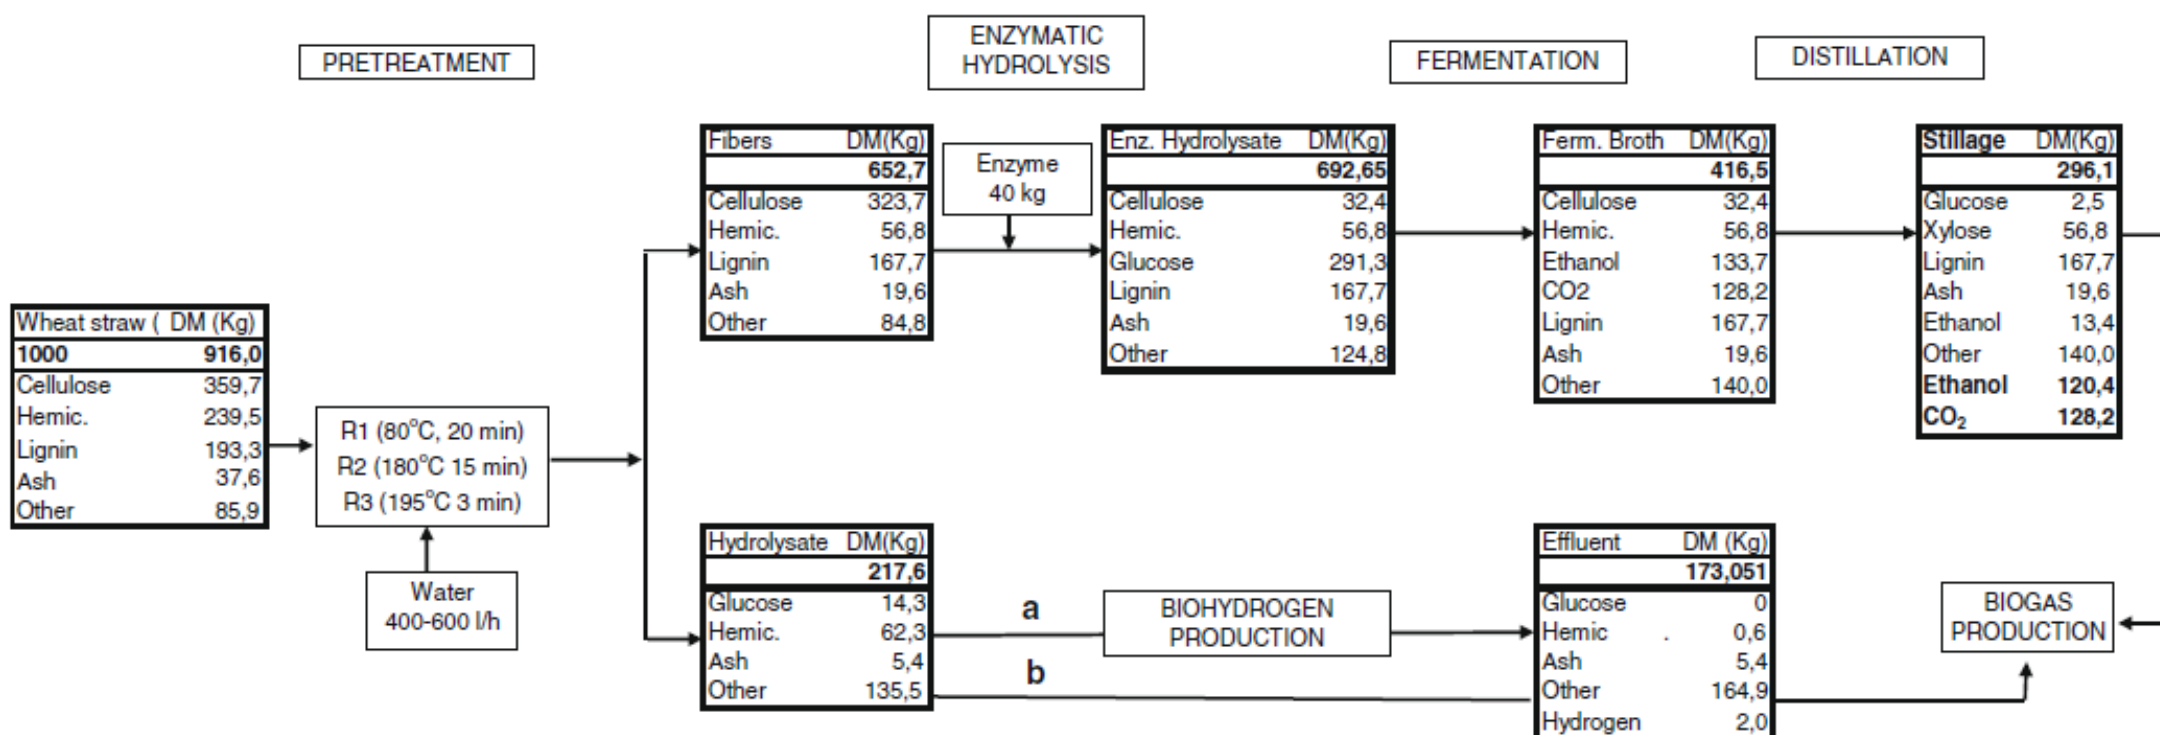 PRETREATMENT
ENZYMATIC
HYDROLYSIS
FERMENTATION
DISTILLATION
Wheat straw ( DM (Kg)
1000 916,0
Cellulose 359,7
Hemic. 239,5
Lignin 193,3
Ash 37,6
Other 85,9
R1 (80°C, 20 min)
R2 (180°C 15 min)
R3 (195°C 3 min)
Water
400-600 l/h
Fibers DM(Kg)
652,7
Cellulose 323,7
Hemic. 56,8
Lignin 167,7
Ash 19,6
Other 84,8
Enzyme
40 kg
Enz. Hydrolysate DM(Kg)
692,65
Cellulose 32,4
Hemic. 56,8
Glucose 291,3
Lignin 167,7
Ash 19,6
Other 124,8
Ferm. Broth DM(Kg)
416,5
Cellulose 32,4
Hemic. 56,8
Ethanol 133,7
CO2 128,2
Lignin 167,7
Ash 19,6
Other 140,0
Stillage DM(Kg)
296,1
Glucose 2,5
Xylose 56,8
Lignin 167,7
Ash 19,6
Ethanol 13,4
Other 140,0
Ethanol 120,4
CO₂ 128,2
Hydrolysate DM(Kg)
217,6
Glucose 14,3
Hemic. 62,3
Ash 5,4
Other 135,5
a
b
BIOHYDROGEN
PRODUCTION
Effluent DM (Kg)
173,051
Glucose 0
Hemic . 0,6
Ash 5,4
Other 164,9
Hydrogen 2,0
BIOGAS
PRODUCTION